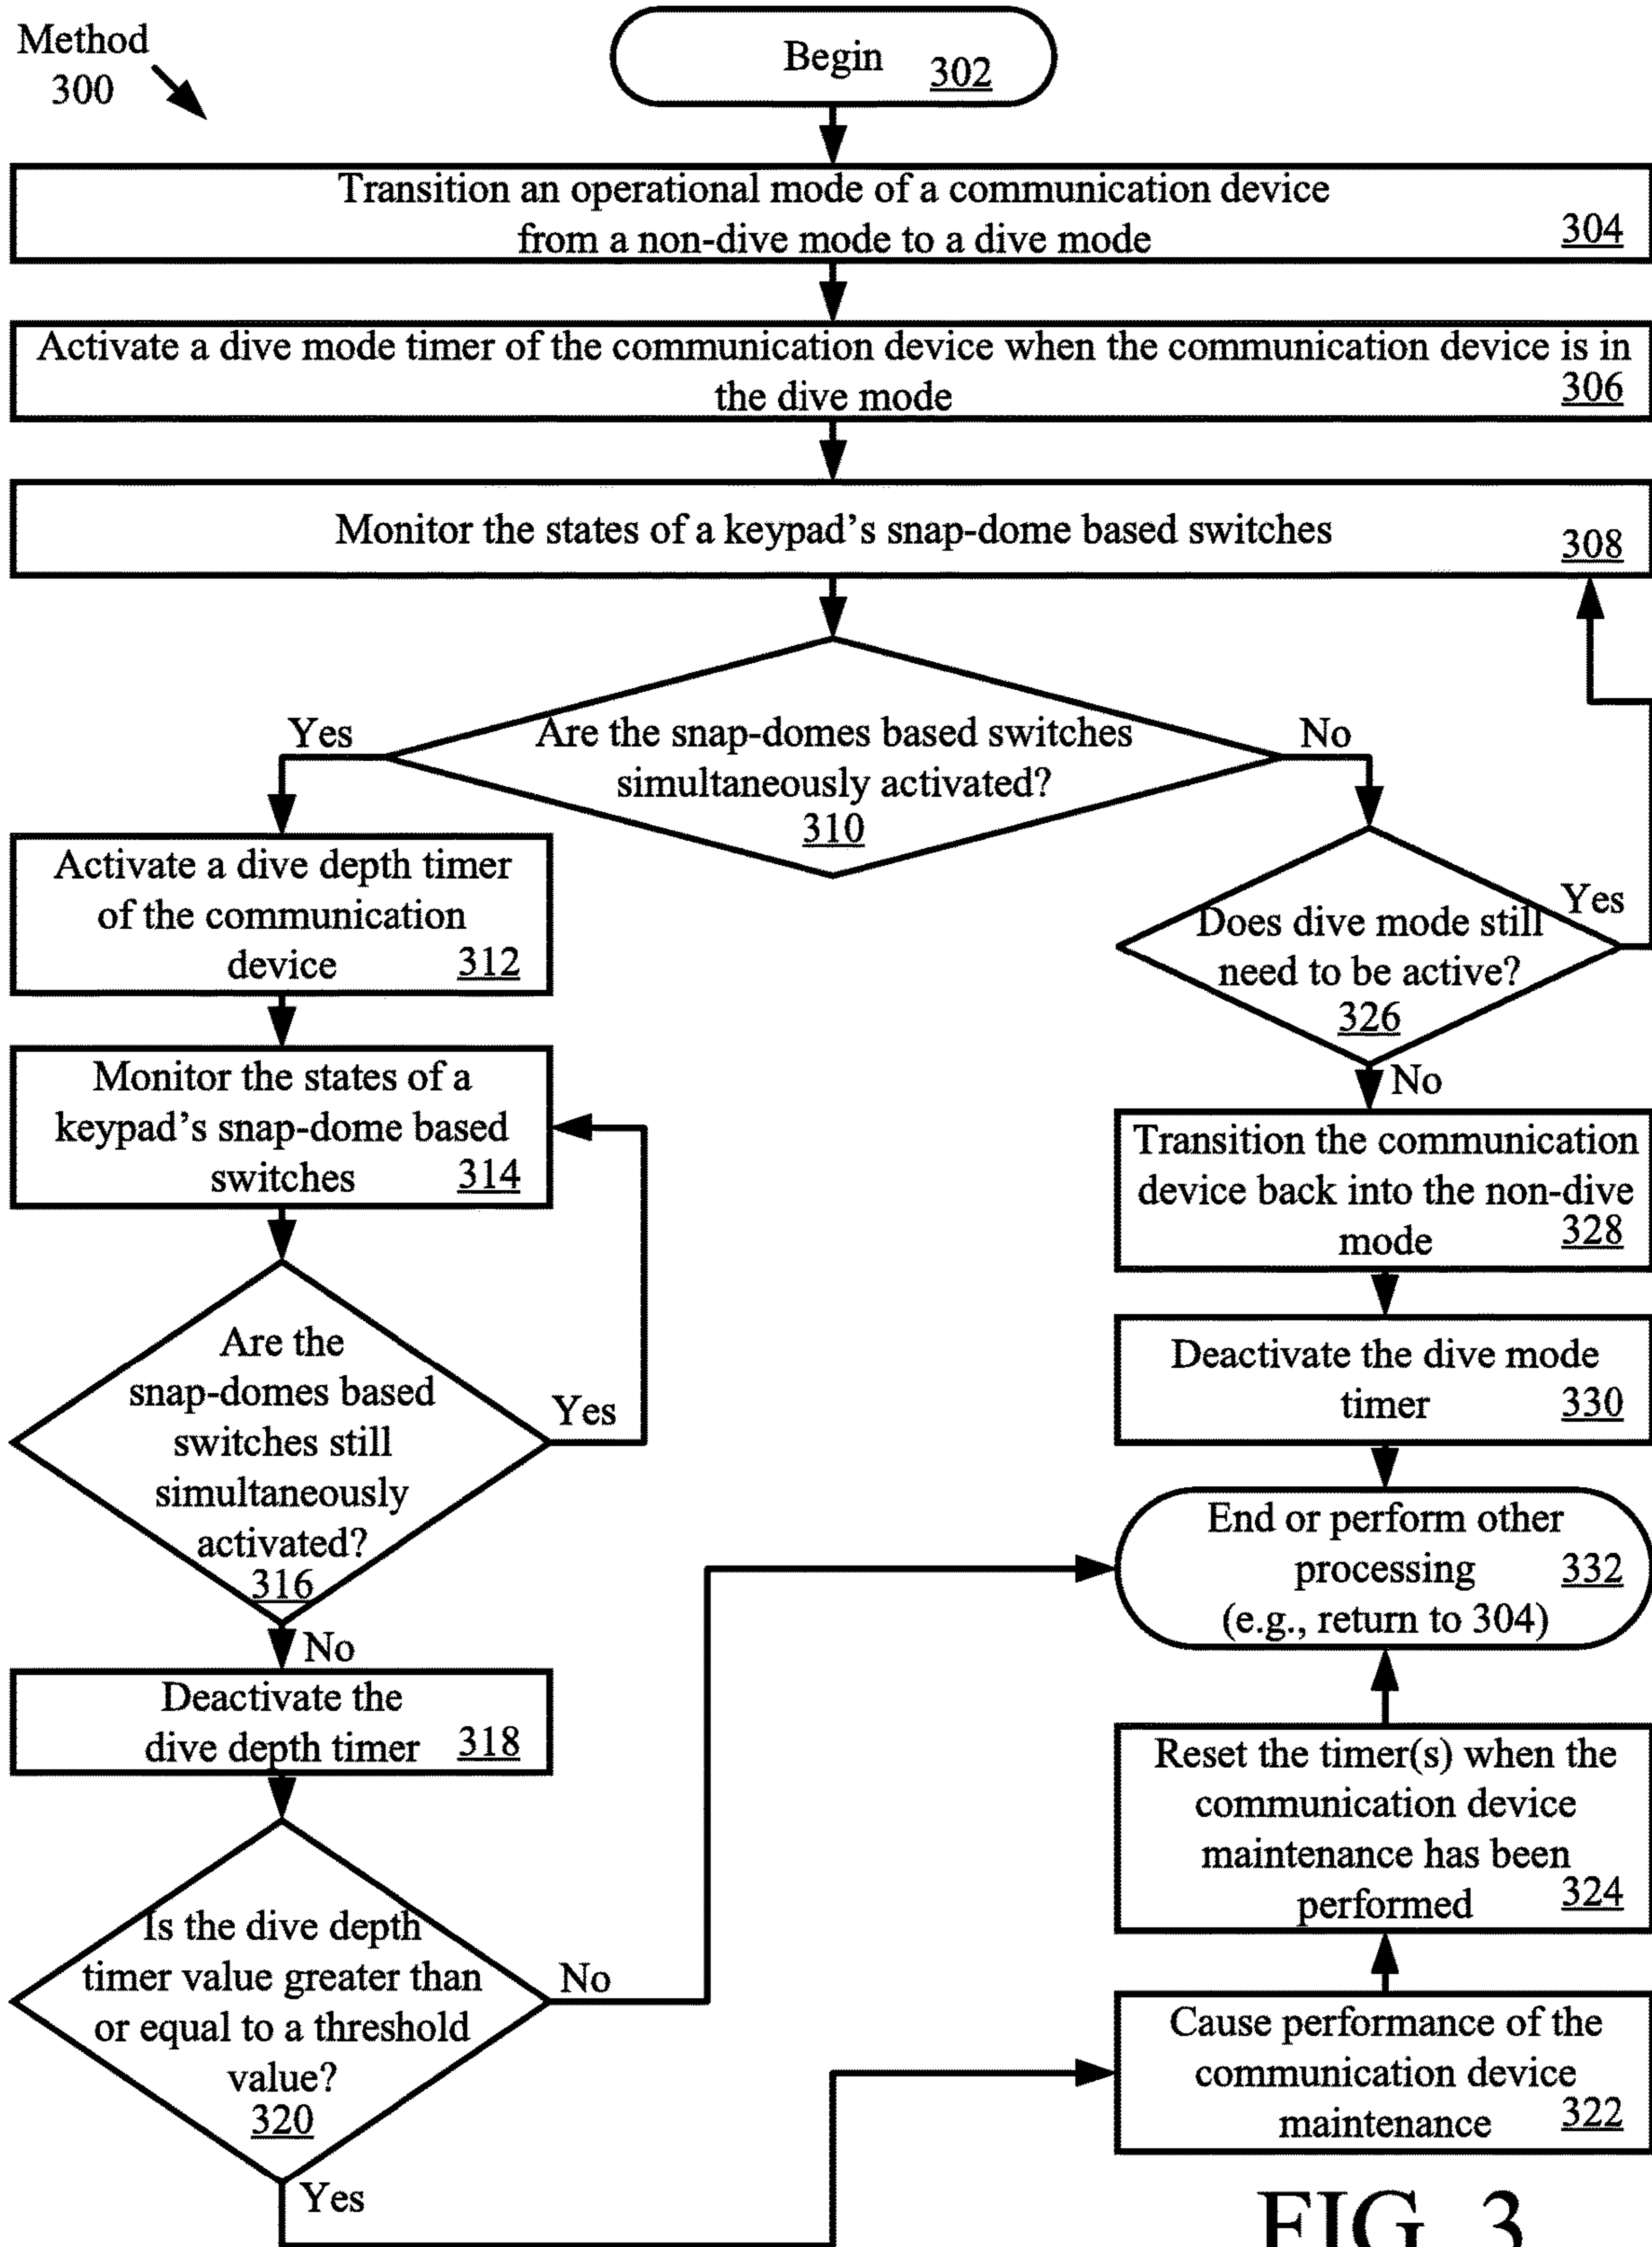 Method
300
Begin 302
Transition an operational mode of a communication device
from a non-dive mode to a dive mode 304
Activate a dive mode timer of the communication device when the communication device is in
the dive mode 306
Monitor the states of a keypad's snap-dome based switches 308
Are the snap-domes based switches
simultaneously activated?
310
Yes
No
Activate a dive depth timer
of the communication
device 312
Does dive mode still
need to be active?
326
Yes
No
Monitor the states of a
keypad's snap-dome based
switches 314
Transition the communication
device back into the non-dive
mode 328
Are the
snap-domes based
switches still
simultaneously
activated?
316
Yes
No
Deactivate the dive mode
timer 330
End or perform other
processing 332
(e.g., return to 304)
Deactivate the
dive depth timer 318
Reset the timer(s) when the
communication device
maintenance has been
performed 324
Is the dive depth
timer value greater than
or equal to a threshold
value?
320
No
Yes
Cause performance of the
communication device
maintenance 322
FIG. 3